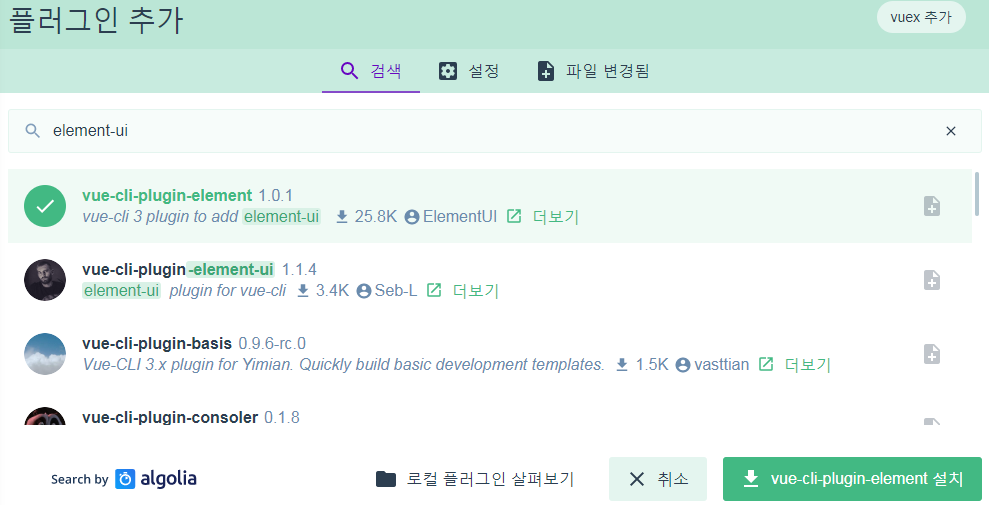 플러그인 추가
vuex 추가
검색 설정 파일 변경됨
element-ui
vue-cli-plugin-element 1.0.1
vue-cli 3 plugin to add element-ui 25.8K ElementUI 더보기
vue-cli-plugin-element-ui 1.1.4
element-ui plugin for vue-cli 3.4K Seb-L 더보기
vue-cli-plugin-basis 0.9.6-rc.0
Vue-CLI 3.x plugin for Yimian. Quickly build basic development templates. 1.5K vasttian 더보기
vue-cli-plugin-consoler 0.1.8
Search by algolia 로컬 플러그인 살펴보기 취소 vue-cli-plugin-element 설치